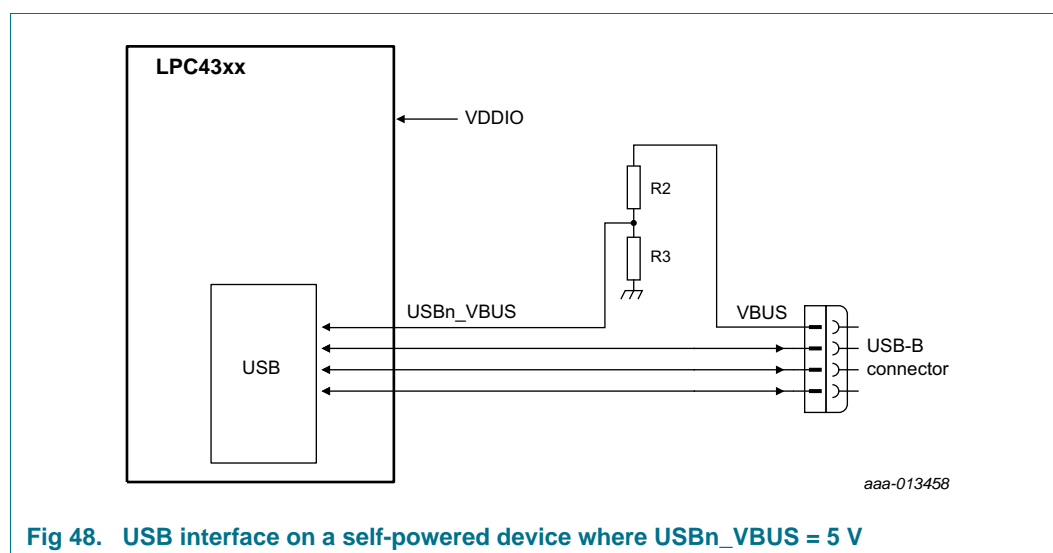 LPC43xx
VDDIO
R2
R3
USBn_VBUS
VBUS
USB
USB-B
connector
aaa-013458
Fig 48. USB interface on a self-powered device where USBn_VBUS = 5 V